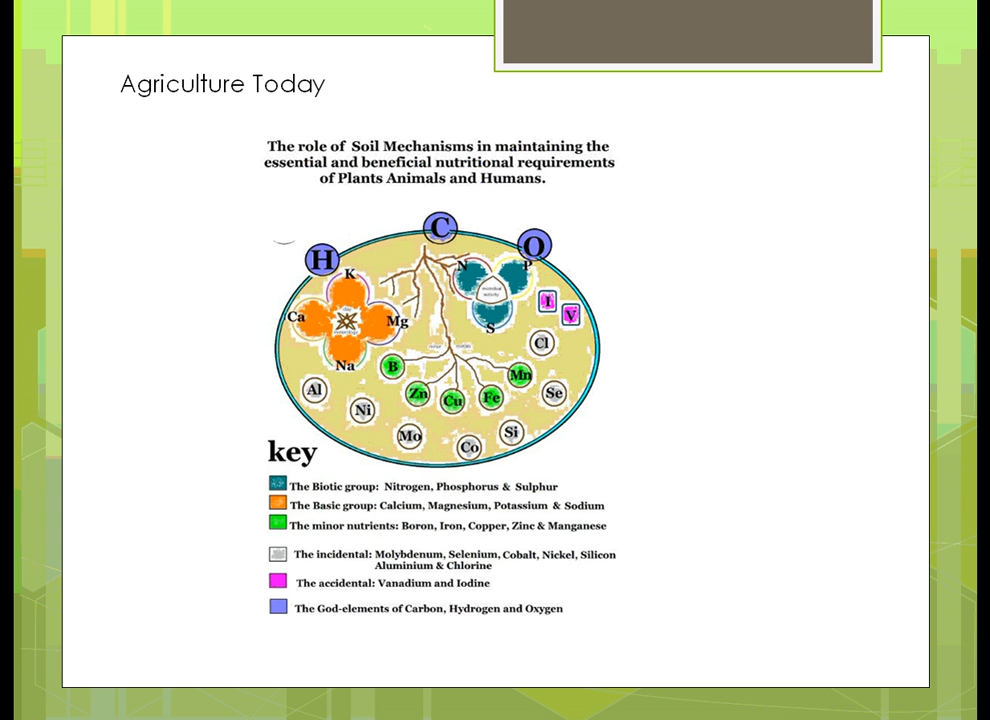 Agriculture Today
The role of Soil Mechanisms in maintaining the
essential and beneficial nutritional requirements
of Plants Animals and Humans.
C
H
O
K
N
P
Ca
Mg
microbial
activity
I
V
S
Na
Cl
B
Mn
Zn
Cu
Fe
Al
Se
Ni
Mo
Si
Co
key
The Biotic group: Nitrogen, Phosphorus & Sulphur
The Basic group: Calcium, Magnesium, Potassium & Sodium
The minor nutrients: Boron, Iron, Copper, Zinc & Manganese
The incidental: Molybdenum, Selenium, Cobalt, Nickel, Silicon
Aluminium & Chlorine
The accidental: Vanadium and Iodine
The God-elements of Carbon, Hydrogen and Oxygen